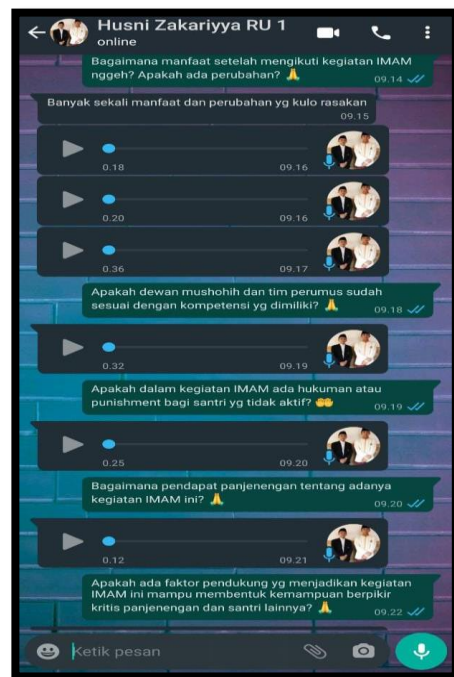 Husni Zakariyya RU 1
online
Bagaimana manfaat setelah mengikuti kegiatan IMAM
nggeh? Apakah ada perubahan? 🙏
09.14
Banyak sekali manfaat dan perubahan yg kulo rasakan
09.15
0.18 09.16
0.20 09.16
0.36 09.17
Apakah dewan mushohih dan tim perumus sudah
sesuai dengan kompetensi yg dimiliki? 🙏
09.18
0.32 09.19
Apakah dalam kegiatan IMAM ada hukuman atau
punishment bagi santri yg tidak aktif? 🤲
09.19
0.25 09.20
Bagaimana pendapat panjenengan tentang adanya
kegiatan IMAM ini? 🙏
09.20
0.12 09.21
Apakah ada faktor pendukung yg menjadikan kegiatan
IMAM ini mampu membentuk kemampuan berpikir
kritis panjenengan dan santri lainnya? 🙏
09.22
Ketik pesan